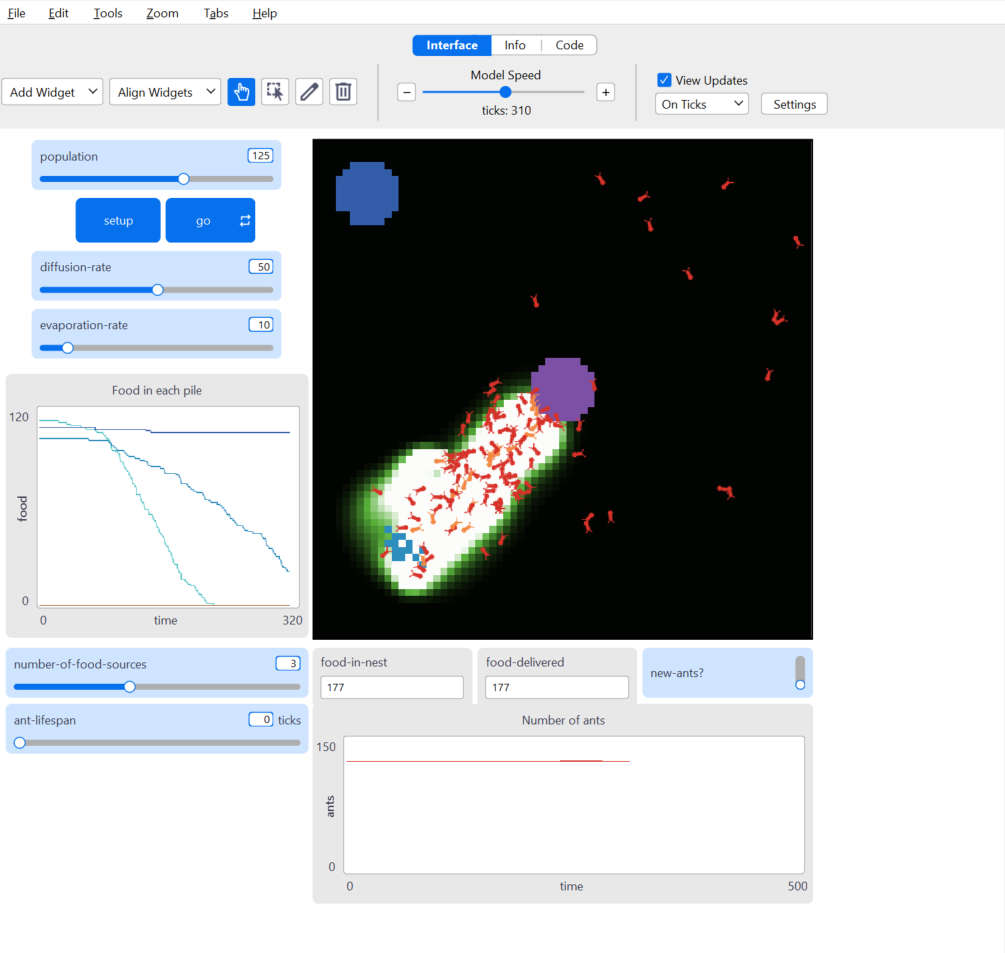 File Edit Tools Zoom Tabs Help
Interface Info Code
Add Widget Align Widgets
Model Speed
ticks: 310
View Updates
On Ticks Settings
population 125
setup go
diffusion-rate 50
evaporation-rate 10
Food in each pile
120
food
0
0 time 320
number-of-food-sources 3
ant-lifespan 0 ticks
food-in-nest
177
food-delivered
177
new-ants?
Number of ants
150
ants
0
0 time 500